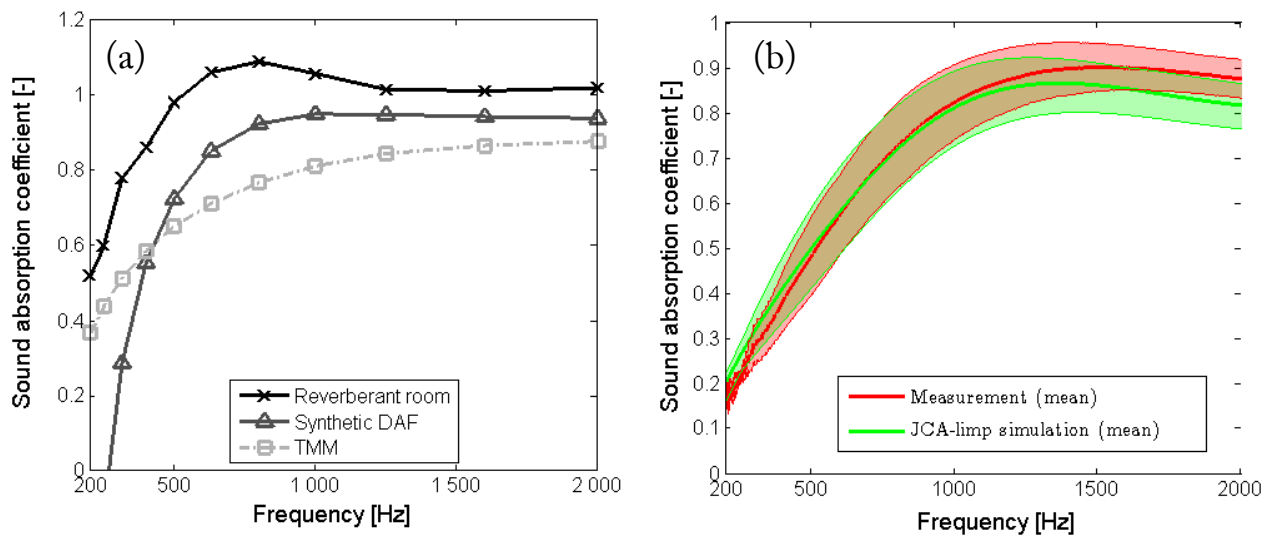 (a)
Sound absorption coefficient [-]
1.2
1
0.8
0.6
0.4
0.2
0
200
500
1 000
1 500
2 000
Frequency [Hz]
Reverberant room
Synthetic DAF
TMM
(b)
Sound absorption coefficient [-]
1
0.9
0.8
0.7
0.6
0.5
0.4
0.3
0.2
0.1
0
200
500
1000
1500
2000
Frequency [Hz]
Measurement (mean)
JCA-limp simulation (mean)